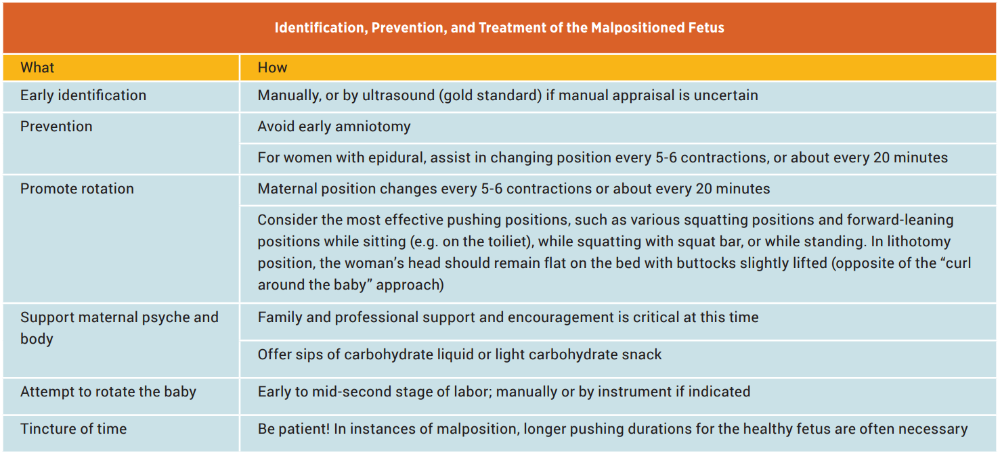 Identification, Prevention, and Treatment of the Malpositioned Fetus
What
How
Early identification
Manually, or by ultrasound (gold standard) if manual appraisal is uncertain
Prevention
Avoid early amniotomy
For women with epidural, assist in changing position every 5-6 contractions, or about every 20 minutes
Promote rotation
Maternal position changes every 5-6 contractions or about every 20 minutes
Consider the most effective pushing positions, such as various squatting positions and forward-leaning
positions while sitting (e.g. on the toiliet), while squatting with squat bar, or while standing. In lithotomy
position, the woman’s head should remain flat on the bed with buttocks slightly lifted (opposite of the “curl
around the baby” approach)
Support maternal psyche and
body
Family and professional support and encouragement is critical at this time
Offer sips of carbohydrate liquid or light carbohydrate snack
Attempt to rotate the baby
Early to mid-second stage of labor; manually or by instrument if indicated
Tincture of time
Be patient! In instances of malposition, longer pushing durations for the healthy fetus are often necessary